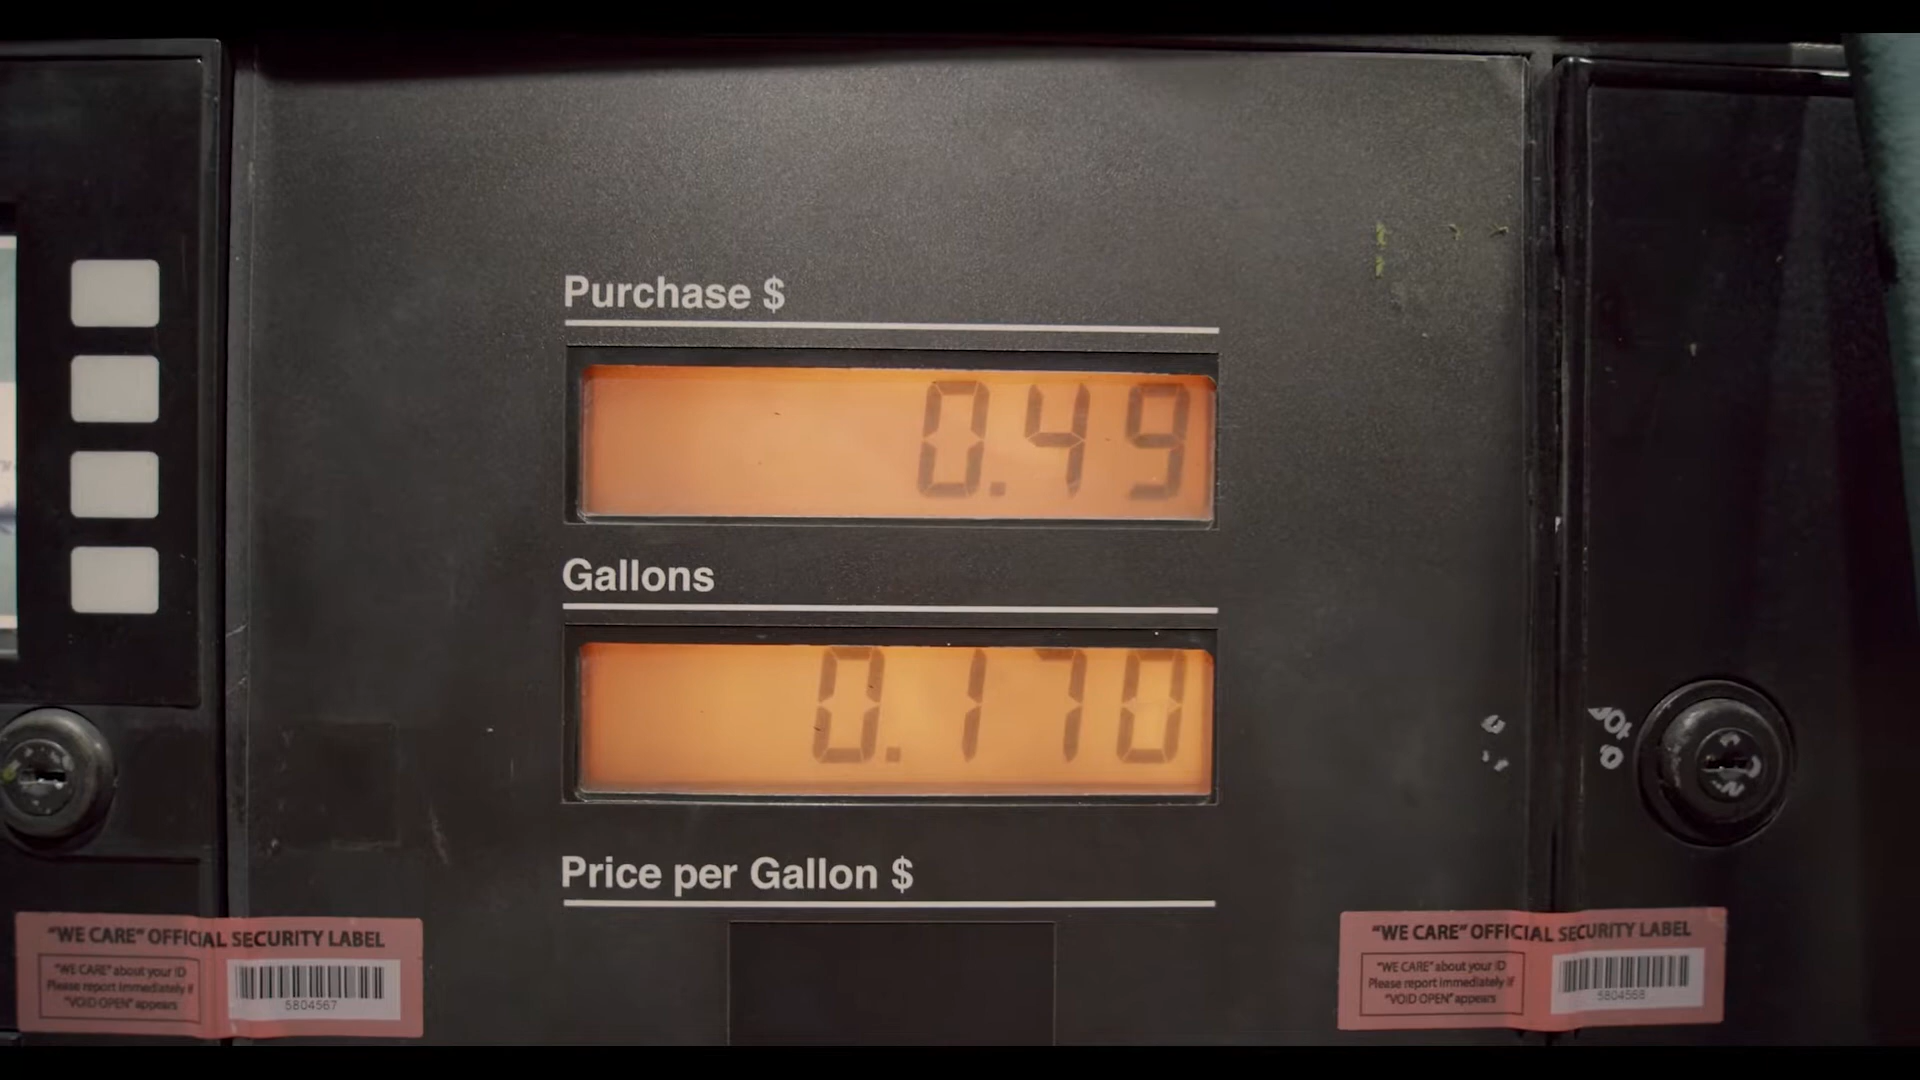 Purchase $
0.49
Gallons
0.170
Price per Gallon $
"WE CARE" OFFICIAL SECURITY LABEL
"WE CARE" about your ID
Please report immediately if
"VOID OPEN" appears
5804567
"WE CARE" OFFICIAL SECURITY LABEL
"WE CARE" about your ID
Please report immediately if
"VOID OPEN" appears
5804568